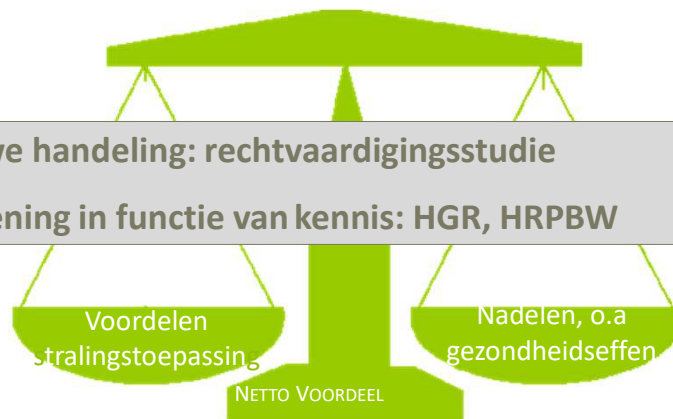 ve handeling: rechtvaardigingsstudie
ening in functie van kennis: HGR, HRPBW
Voordelen
stralingstoepassing
Nadelen, o.a
gezondheidseffen
NETTO VOORDEEL